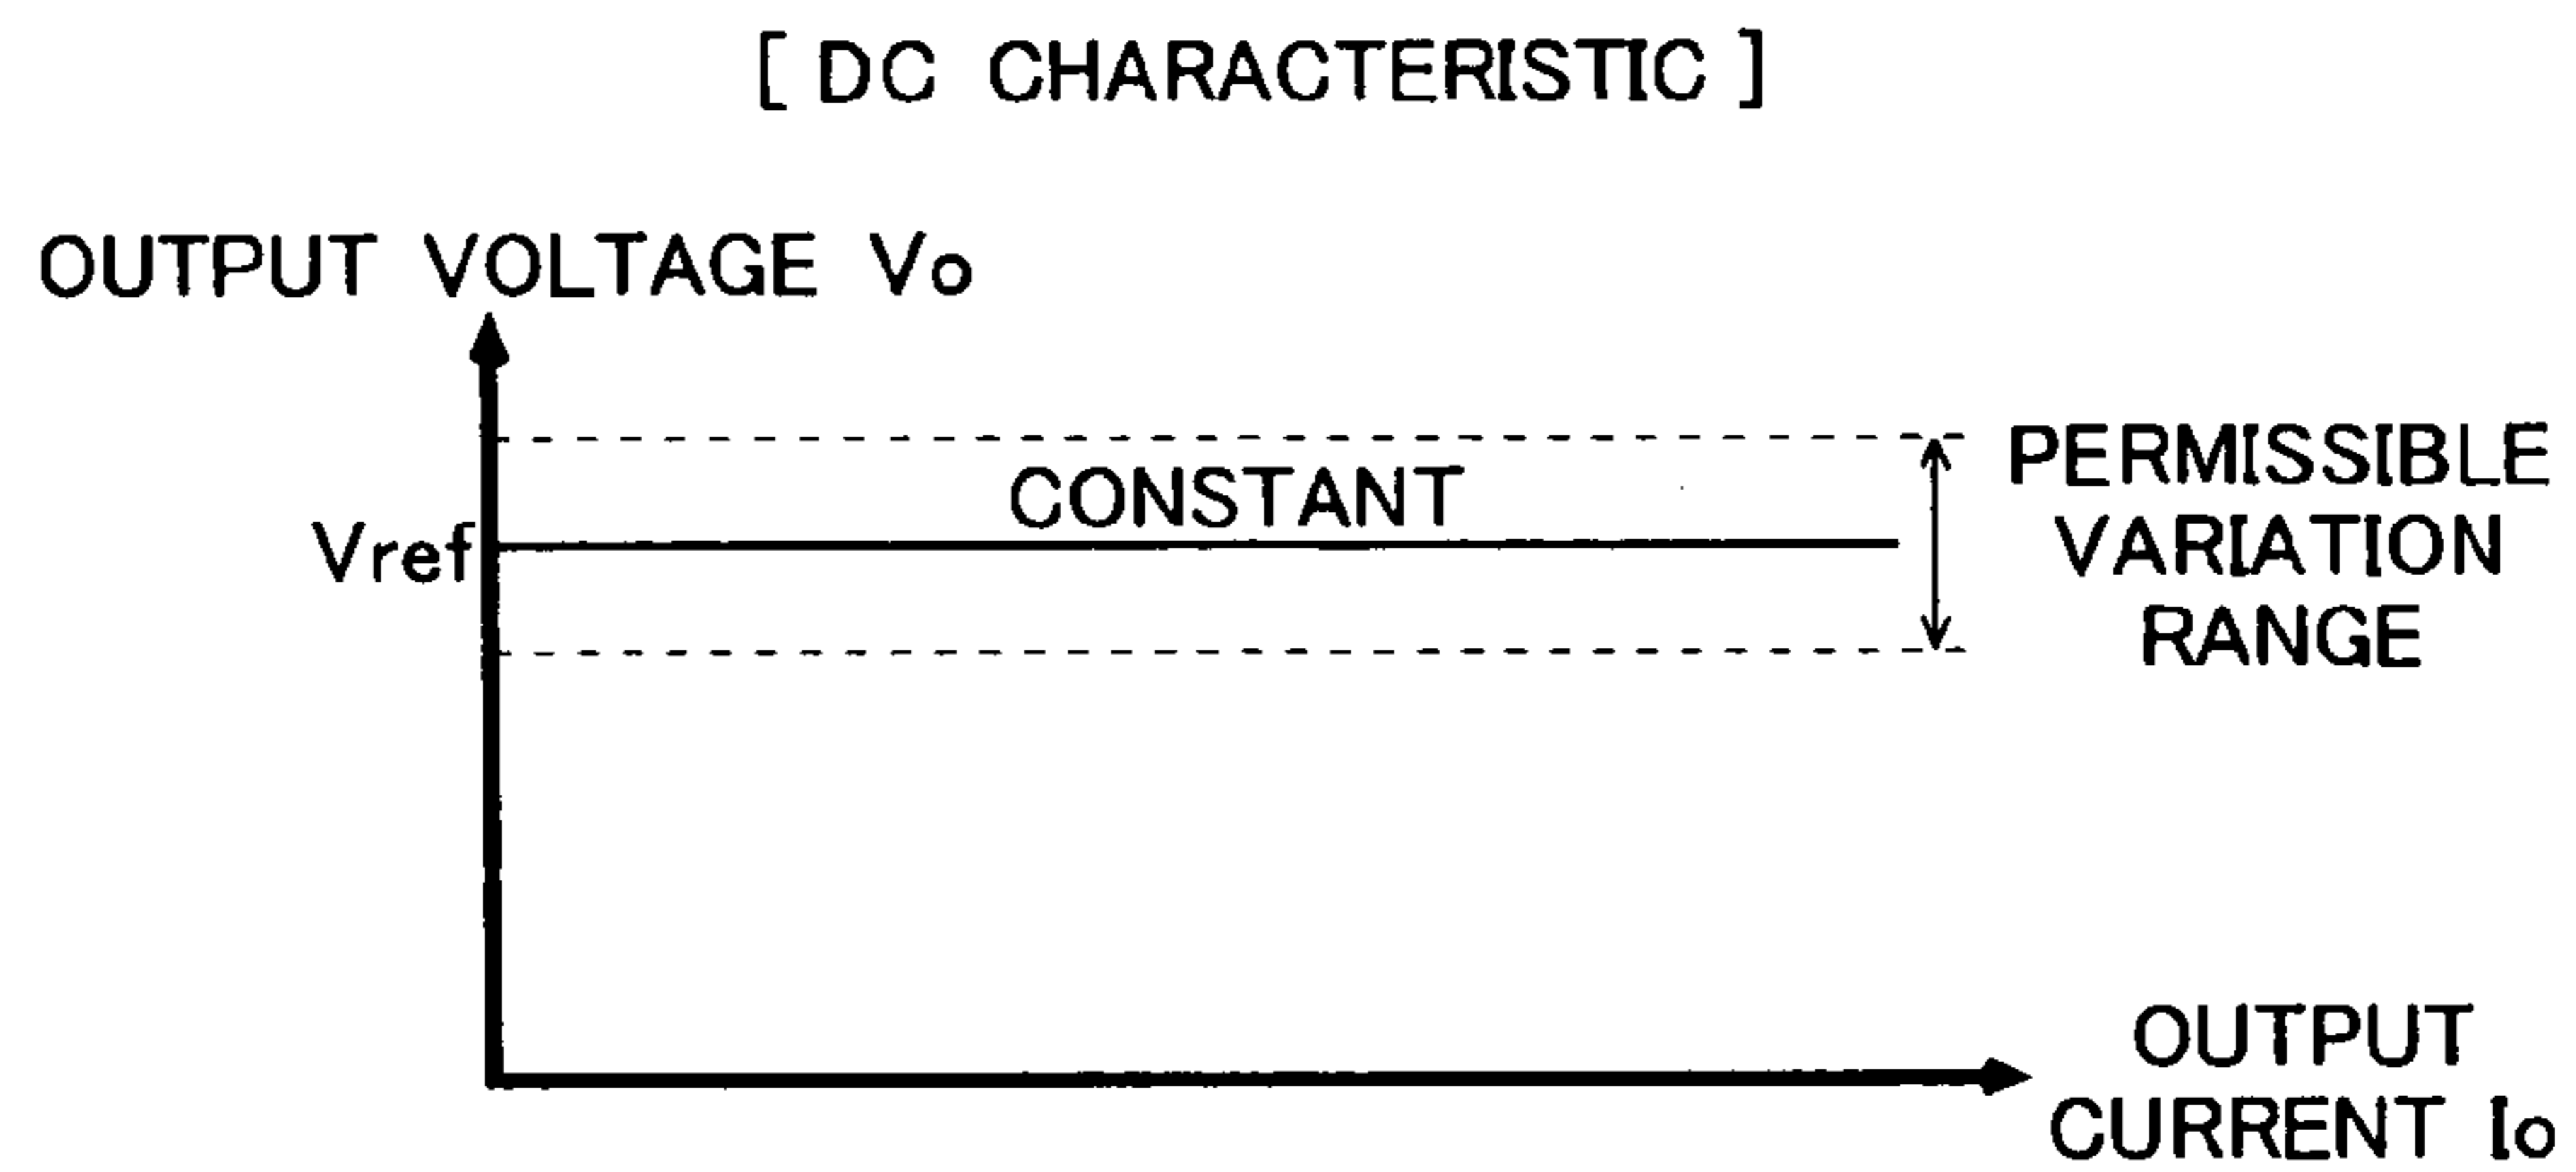 [ DC CHARACTERISTIC ]
OUTPUT VOLTAGE Vo
CONSTANT
Vref
PERMISSIBLE
VARIATION
RANGE
OUTPUT
CURRENT Io